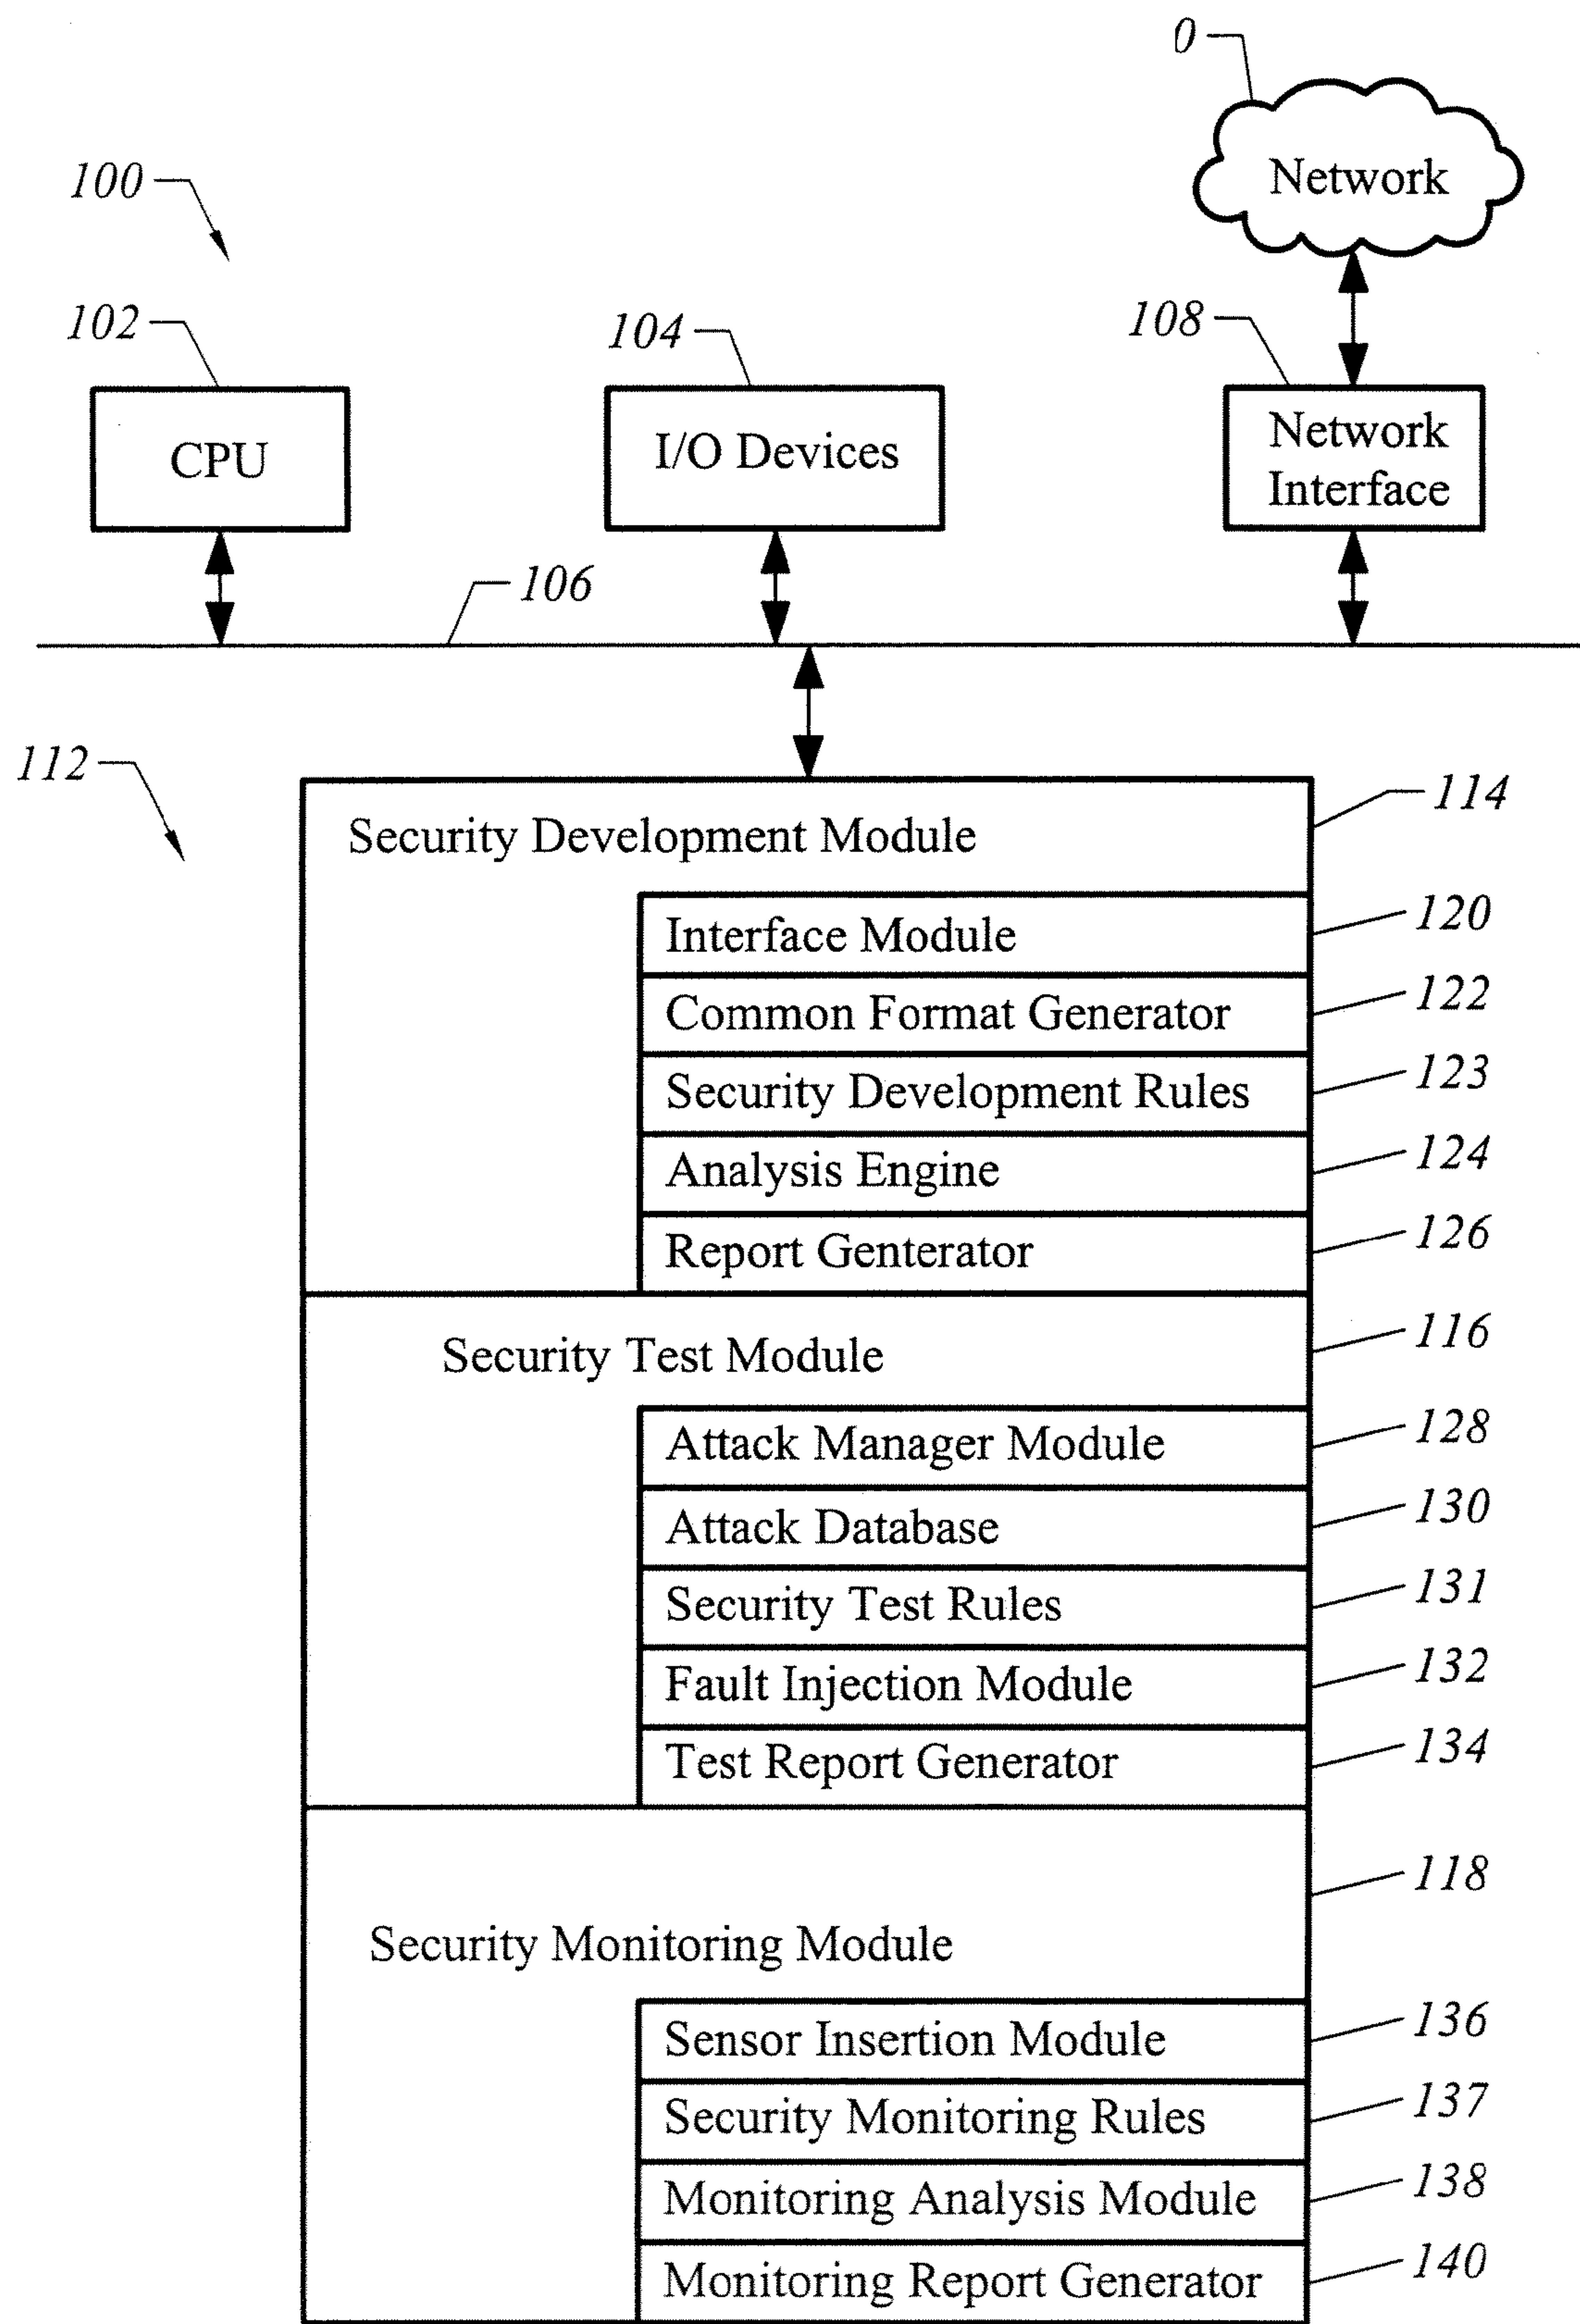 0
Network
100
102
104
108
CPU
I/O Devices
Network
Interface
106
112
114
Security Development Module
Interface Module
120
Common Format Generator
122
Security Development Rules
123
Analysis Engine
124
Report Genterator
126
Security Test Module
116
Attack Manager Module
128
Attack Database
130
Security Test Rules
131
Fault Injection Module
132
Test Report Generator
134
118
Security Monitoring Module
Sensor Insertion Module
136
Security Monitoring Rules
137
Monitoring Analysis Module
138
Monitoring Report Generator
140